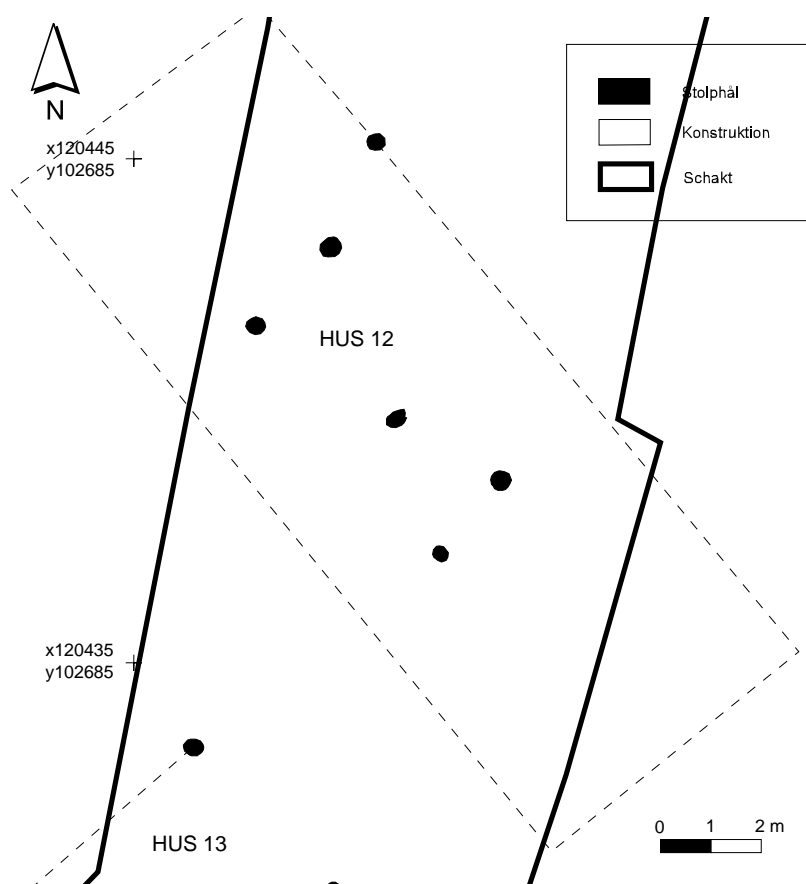 N
x120445
y102685
Stolphål
Konstruktion
Schakt
HUS 12
x120435
y102685
HUS 13
0 1 2 m